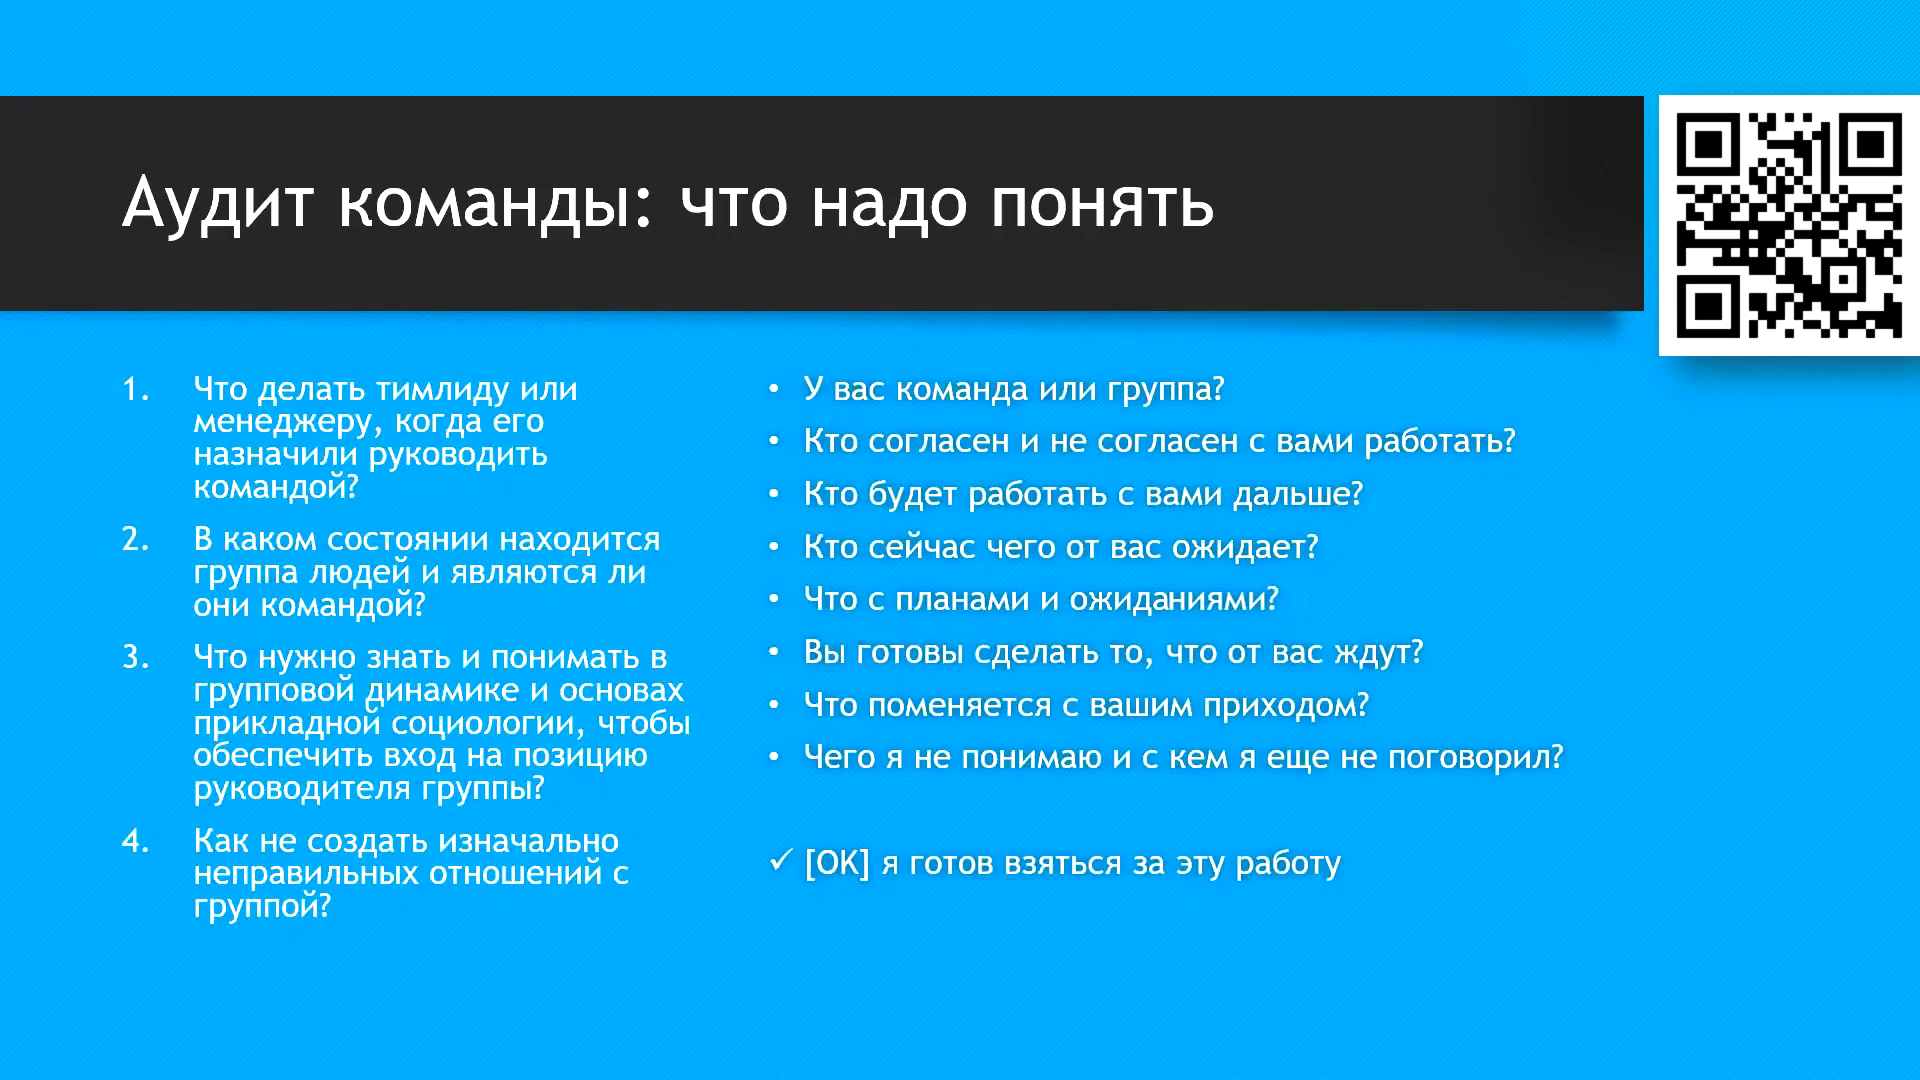 Аудит команды: что надо понять
1. Что делать тимлиду или
менеджеру, когда его
назначили руководить
командой?
2. В каком состоянии находится
группа людей и являются ли
они командой?
3. Что нужно знать и понимать в
групповой динамике и основах
прикладной социологии, чтобы
обеспечить вход на позицию
руководителя группы?
4. Как не создать изначально
неправильных отношений с
группой?
• У вас команда или группа?
• Кто согласен и не согласен с вами работать?
• Кто будет работать с вами дальше?
• Кто сейчас чего от вас ожидает?
• Что с планами и ожиданиями?
• Вы готовы сделать то, что от вас ждут?
• Что поменяется с вашим приходом?
• Чего я не понимаю и с кем я еще не поговорил?
✓ [OK] я готов взяться за эту работу